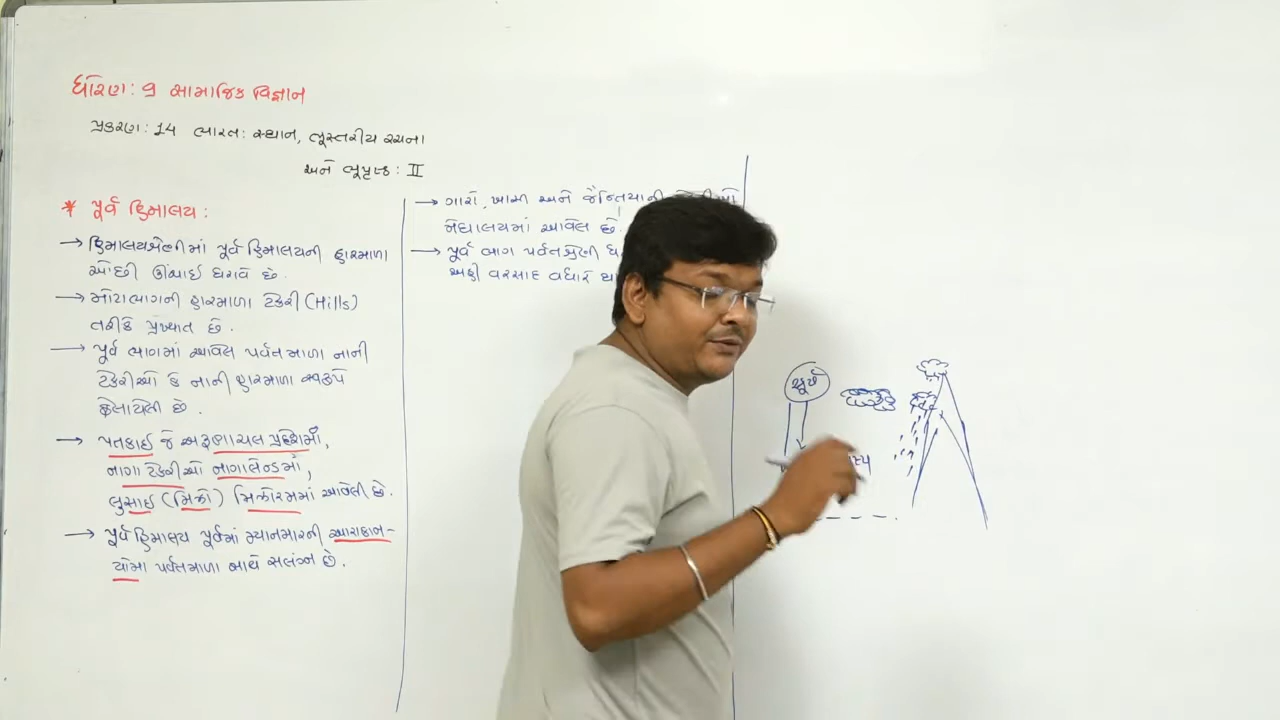 ધોરણ: ૭ સામાજિક વિજ્ઞાન
પ્રકરણ: 14 ભારત: સ્થાન, ભૂસ્તરીય રચના
અને ભૂપૃષ્ઠ: II
* પૂર્વ હિમાલય:
→ હિમાલયશ્રેણીમાં પૂર્વ હિમાલયની હારમાળા
ઓછી ઊંચાઈ ધરાવે છે.
→ મોટાભાગની હારમાળા ટેકરી (Hills)
તરીકે પ્રખ્યાત છે.
→ પૂર્વ ભાગમાં આવેલ પર્વતમાળા નાની
ટેકરીઓ કે નાની હારમાળા સ્વરૂપે
ફેલાયેલી છે.
→ પતકાઈ જે અરૂણાચલ પ્રદેશમાં,
નાગા ટેકરીઓ નાગાલેન્ડમાં,
લુસાઈ (મિઝો) મિઝોરમમાં આવેલી છે.
→ પૂર્વ હિમાલય પૂર્વમાં મ્યાનમારની આરાકાન-
યોમા પર્વતમાળા સાથે સંલગ્ન છે.
→ ગારો, ખાસી અને જૈન્તિયાની
મેઘાલયમાં આવેલ છે.
→ પૂર્વ ભાગ પર્વતશ્રેણી
અહીં વરસાદ વધારે
સૂર્ય